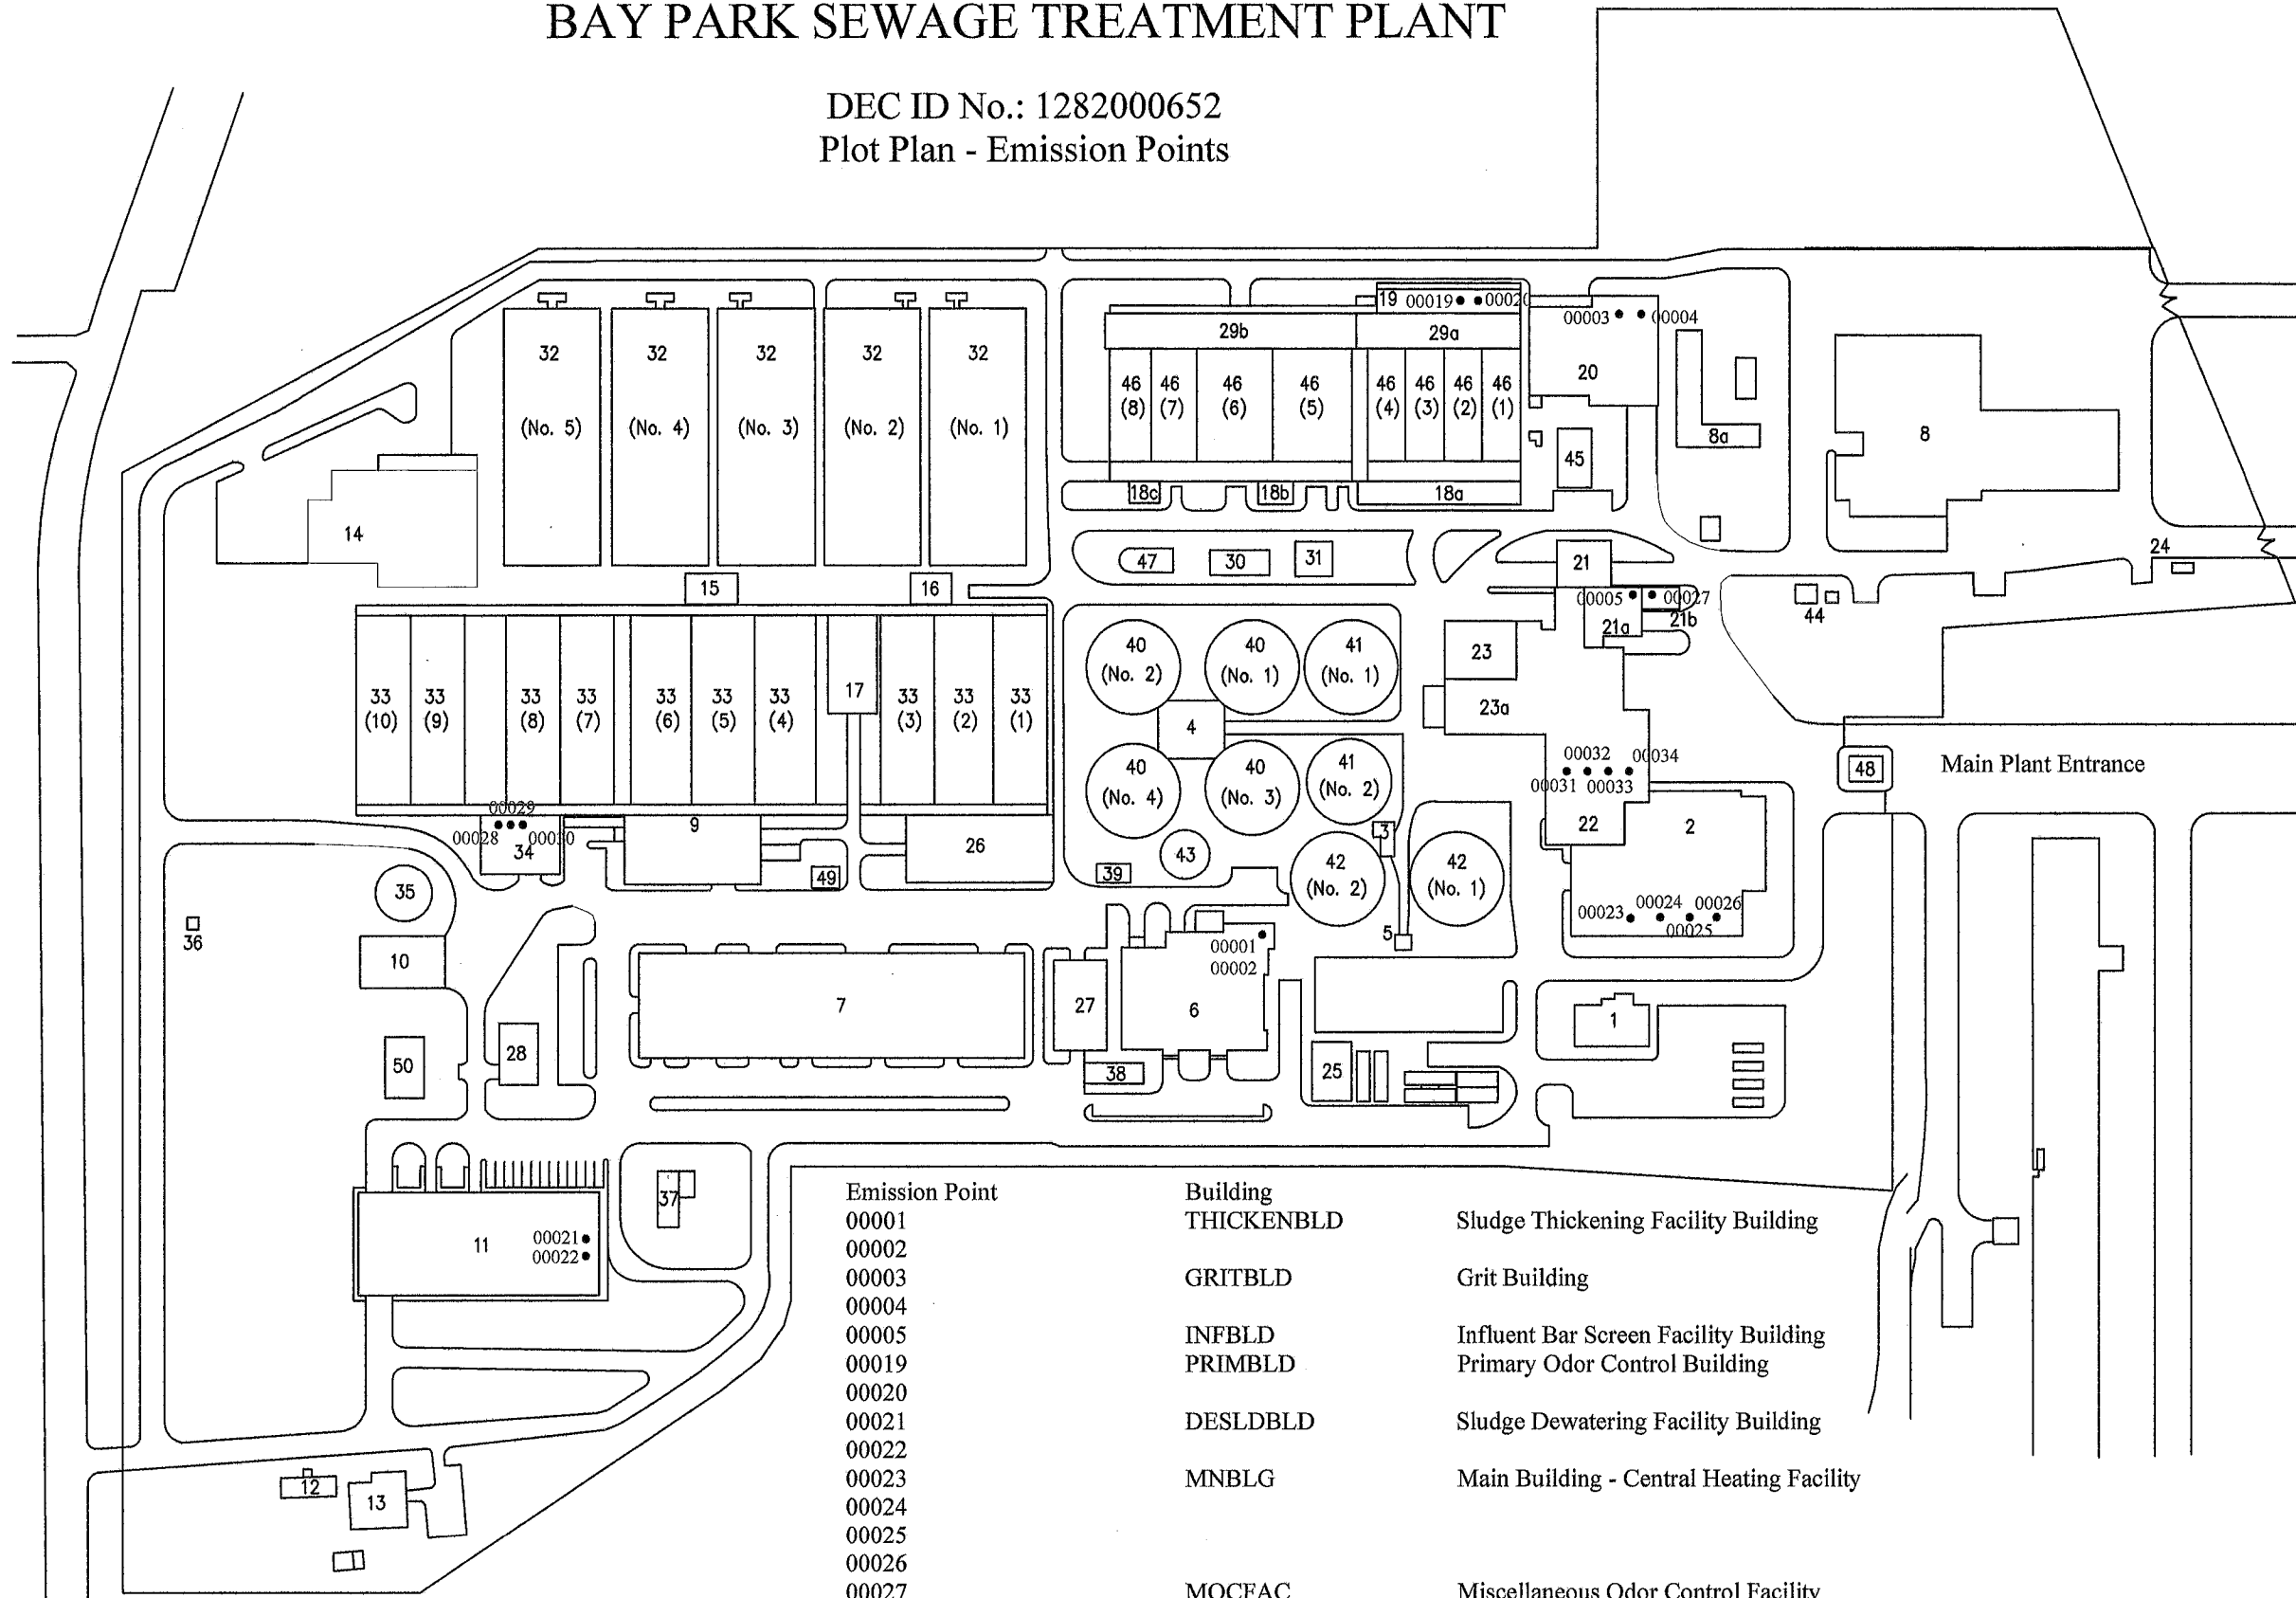 BAY PARK SEWAGE TREATMENT PLANT
DEC ID No.: 1282000652
Plot Plan - Emission Points
19 00019 00020
00003 00004
29b 29a
32 32 32 32 32
20
46 46 46 46 46 46 46 46
(8) (7) (6) (5) (4) (3) (2) (1)
(No. 5) (No. 4) (No. 3) (No. 2) (No. 1)
8a 8
45
18c 18b 18a
14
47 30 31 21 24
15 16
00005 00027
44
21a 21b
40 40 41
(No. 2) (No. 1) (No. 1)
23
33 33 33 33 33 33 33 17 33 33 33
(10) (9) (8) (7) (6) (5) (4) (3) (2) (1)
4 23a
00032 00034
40 40 41 48 Main Plant Entrance
(No. 4) (No. 3) (No. 2)
00031 00033
00029
00028 00030
34 9 26 3 22 2
43
42 42
(No. 2) (No. 1)
35 49 39
00024 00026
00023 00025
36 5
10
00001
00002
7 27 6 1
50 28 38 25
37
11 00021
00022
12 13
Emission Point Building
00001 THICKENBLD Sludge Thickening Facility Building
00002
00003 GRITBLD Grit Building
00004
00005 INFBLD Influent Bar Screen Facility Building
00019 PRIMBLD Primary Odor Control Building
00020
00021 DESLDBLD Sludge Dewatering Facility Building
00022
00023 MNBLG Main Building - Central Heating Facility
00024
00025
00026
00027 MOCFAC Miscellaneous Odor Control Facility